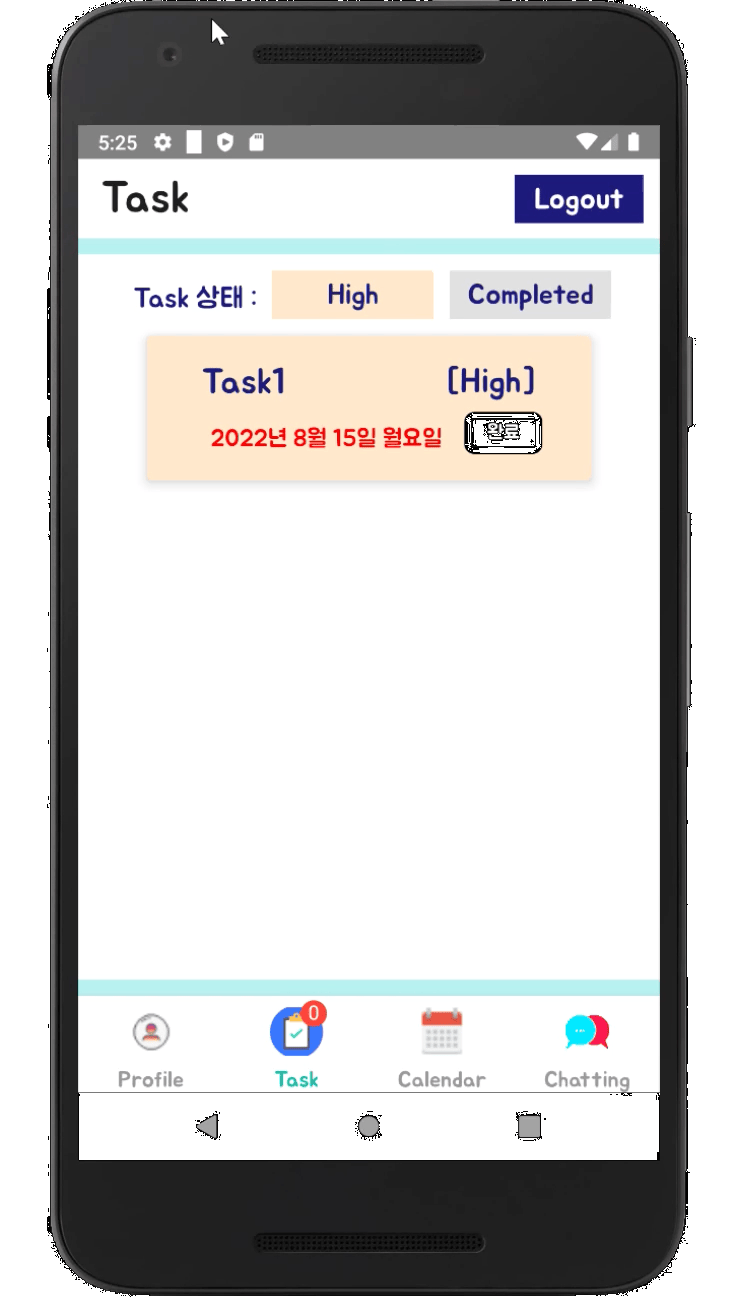 5:25
Task
Logout
Task 상태 :
High
Completed
Task1
[High]
2022년 8월 15일 월요일
완료
0
Profile
Task
Calendar
Chatting